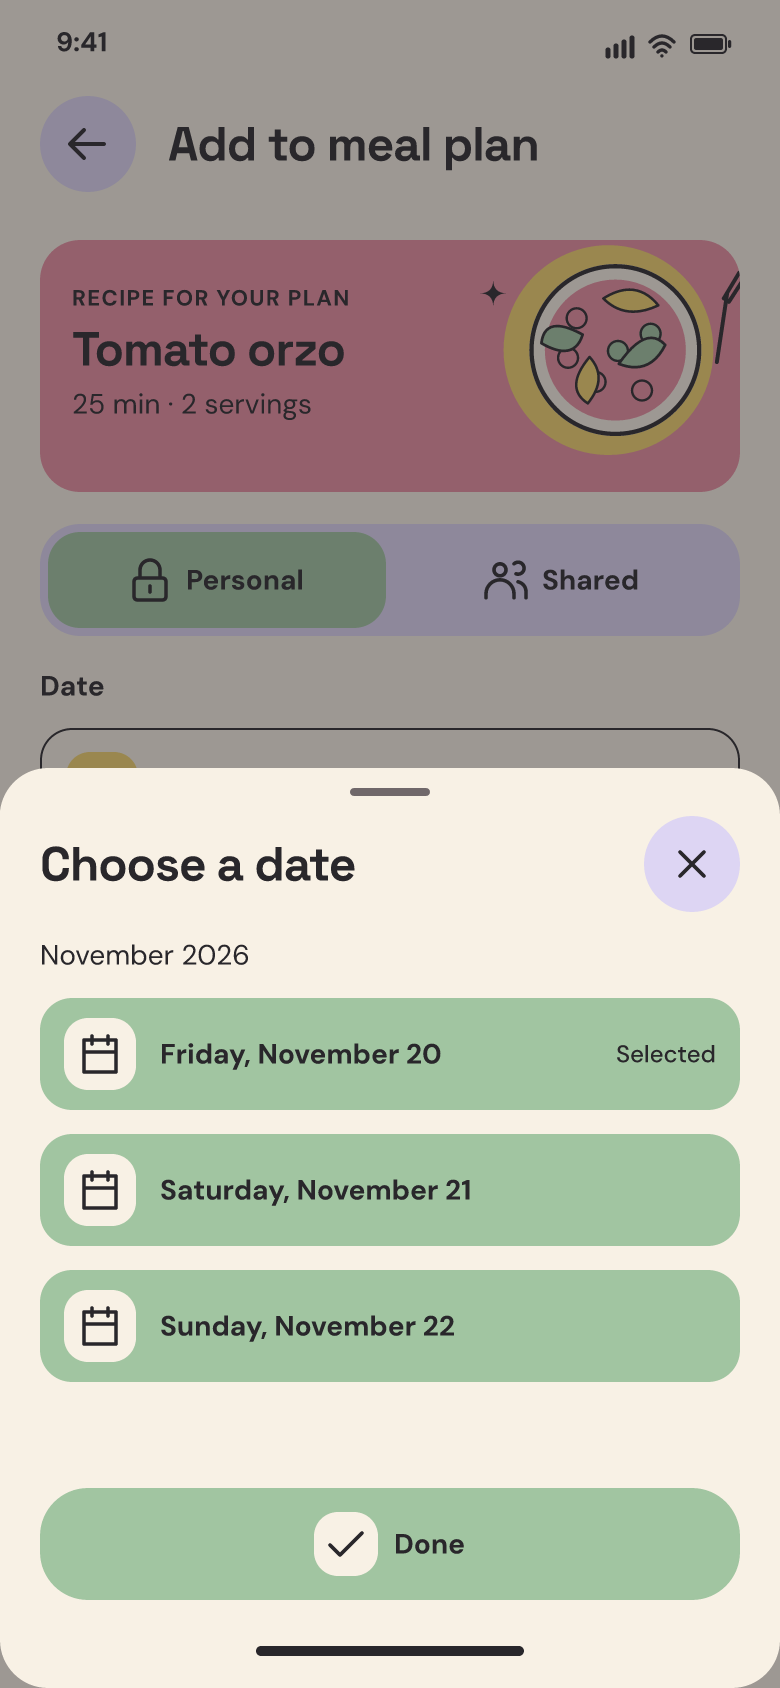 9:41
Add to meal plan
RECIPE FOR YOUR PLAN
Tomato orzo
25 min · 2 servings
Personal
Shared
Date
Choose a date
November 2026
Friday, November 20
Selected
Saturday, November 21
Sunday, November 22
Done